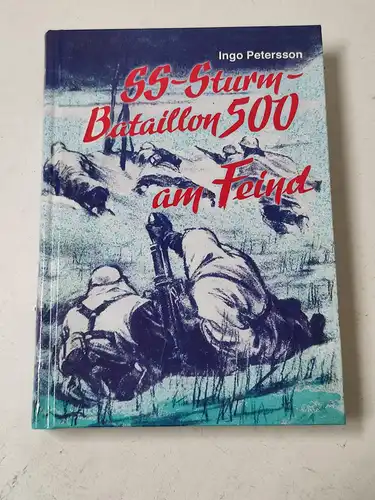 Ingo Petersson
SS-Sturm-
Bataillon 500
am Feind